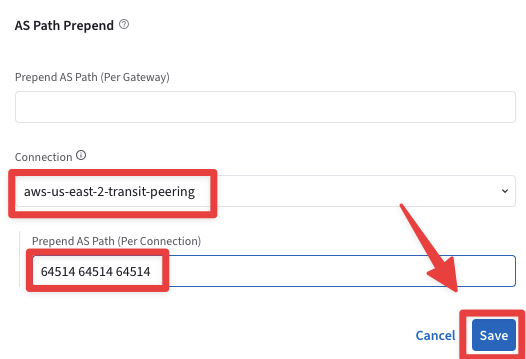 AS Path Prepend
Prepend AS Path (Per Gateway)
Connection
aws-us-east-2-transit-peering
Prepend AS Path (Per Connection)
64514 64514 64514
Cancel
Save